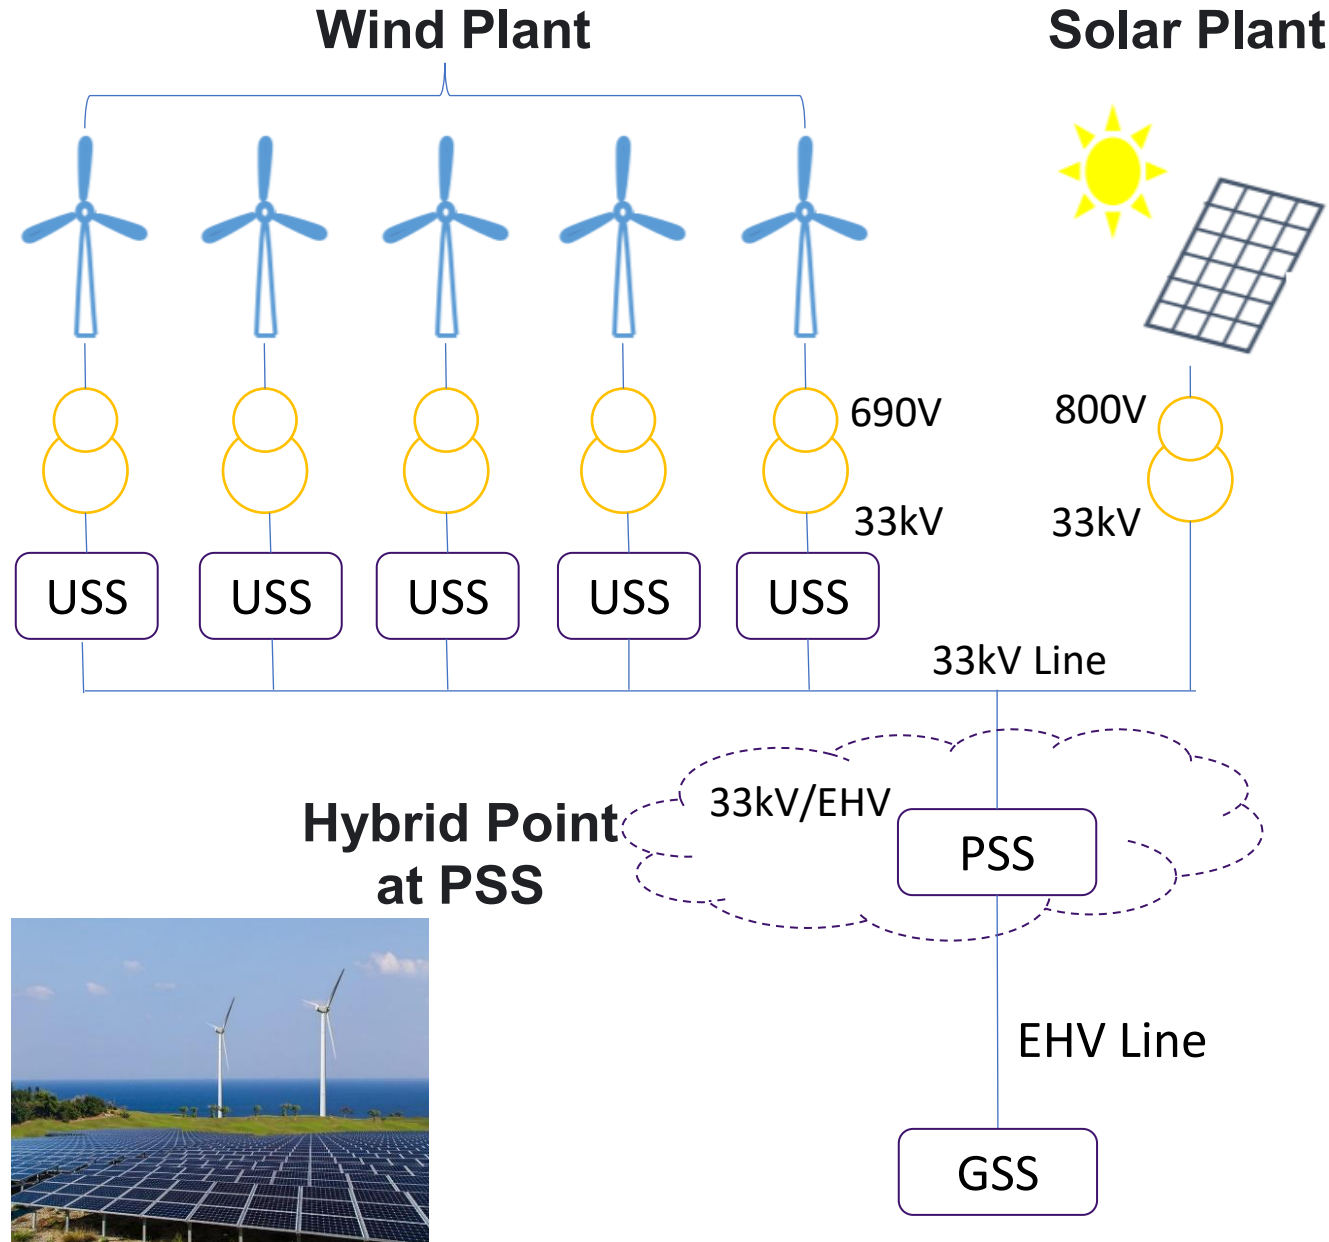 Wind Plant
Solar Plant
690V
800V
33kV
33kV
USS
USS
USS
USS
USS
33kV Line
33kV/EHV
Hybrid Point
at PSS
PSS
EHV Line
GSS